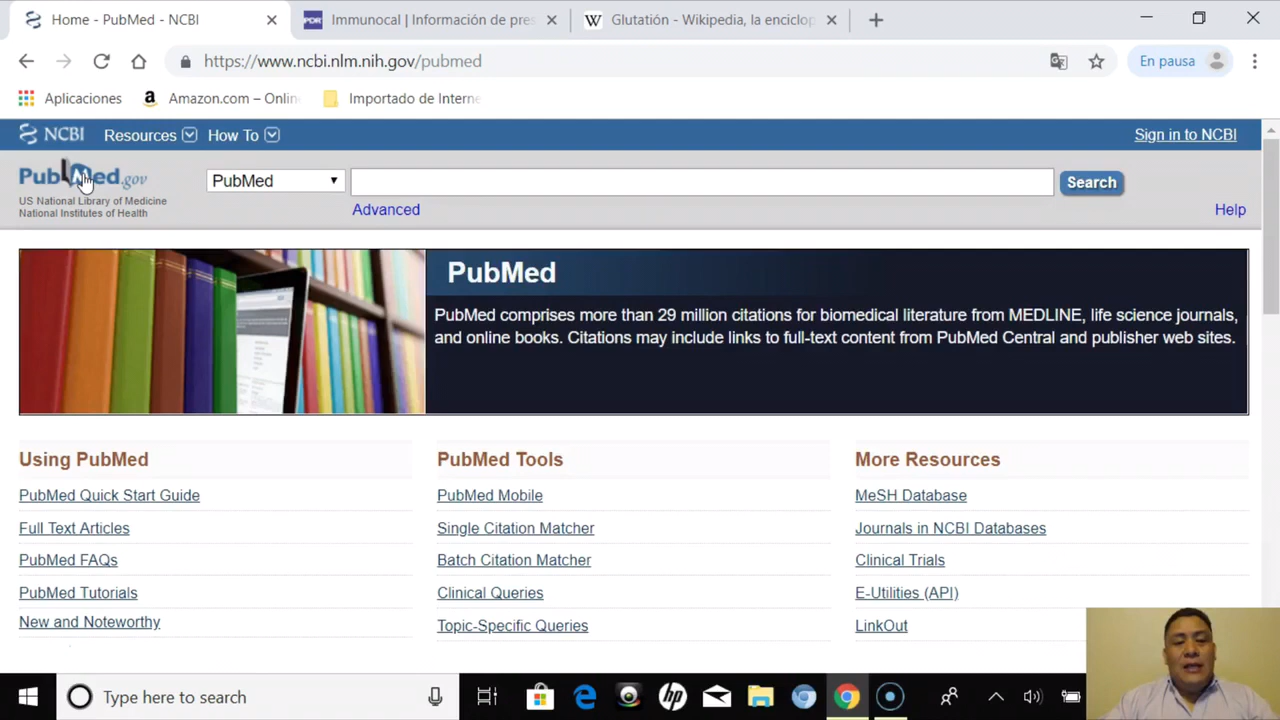 Home - PubMed - NCBI
PDR Immunocal | Información de pres
W Glutatión - Wikipedia, la enciclop
https://www.ncbi.nlm.nih.gov/pubmed
En pausa
Aplicaciones
a Amazon.com – Onlin
Importado de Interne
NCBI Resources How To
Sign in to NCBI
PubMed.gov
US National Library of Medicine
National Institutes of Health
PubMed
Search
Advanced
Help
PubMed
PubMed comprises more than 29 million citations for biomedical literature from MEDLINE, life science journals,
and online books. Citations may include links to full-text content from PubMed Central and publisher web sites.
Using PubMed
PubMed Quick Start Guide
Full Text Articles
PubMed FAQs
PubMed Tutorials
New and Noteworthy
PubMed Tools
PubMed Mobile
Single Citation Matcher
Batch Citation Matcher
Clinical Queries
Topic-Specific Queries
More Resources
MeSH Database
Journals in NCBI Databases
Clinical Trials
E-Utilities (API)
LinkOut
Type here to search
hp